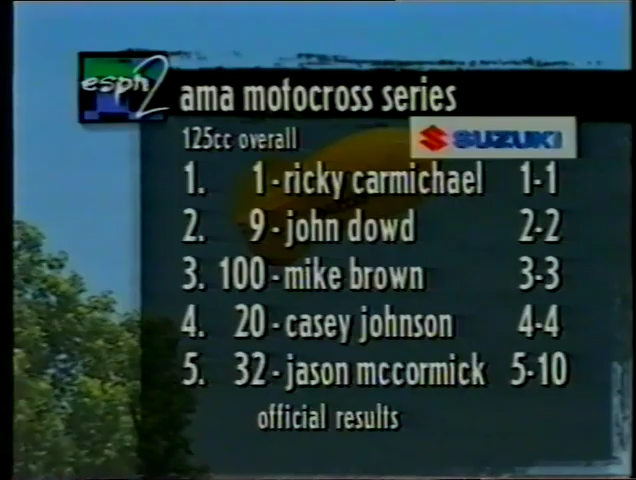 espn2
ama motocross series
125cc overall
SUZUKI
1. 1 - ricky carmichael 1-1
2. 9 - john dowd 2-2
3. 100 - mike brown 3-3
4. 20 - casey johnson 4-4
5. 32 - jason mccormick 5-10
official results